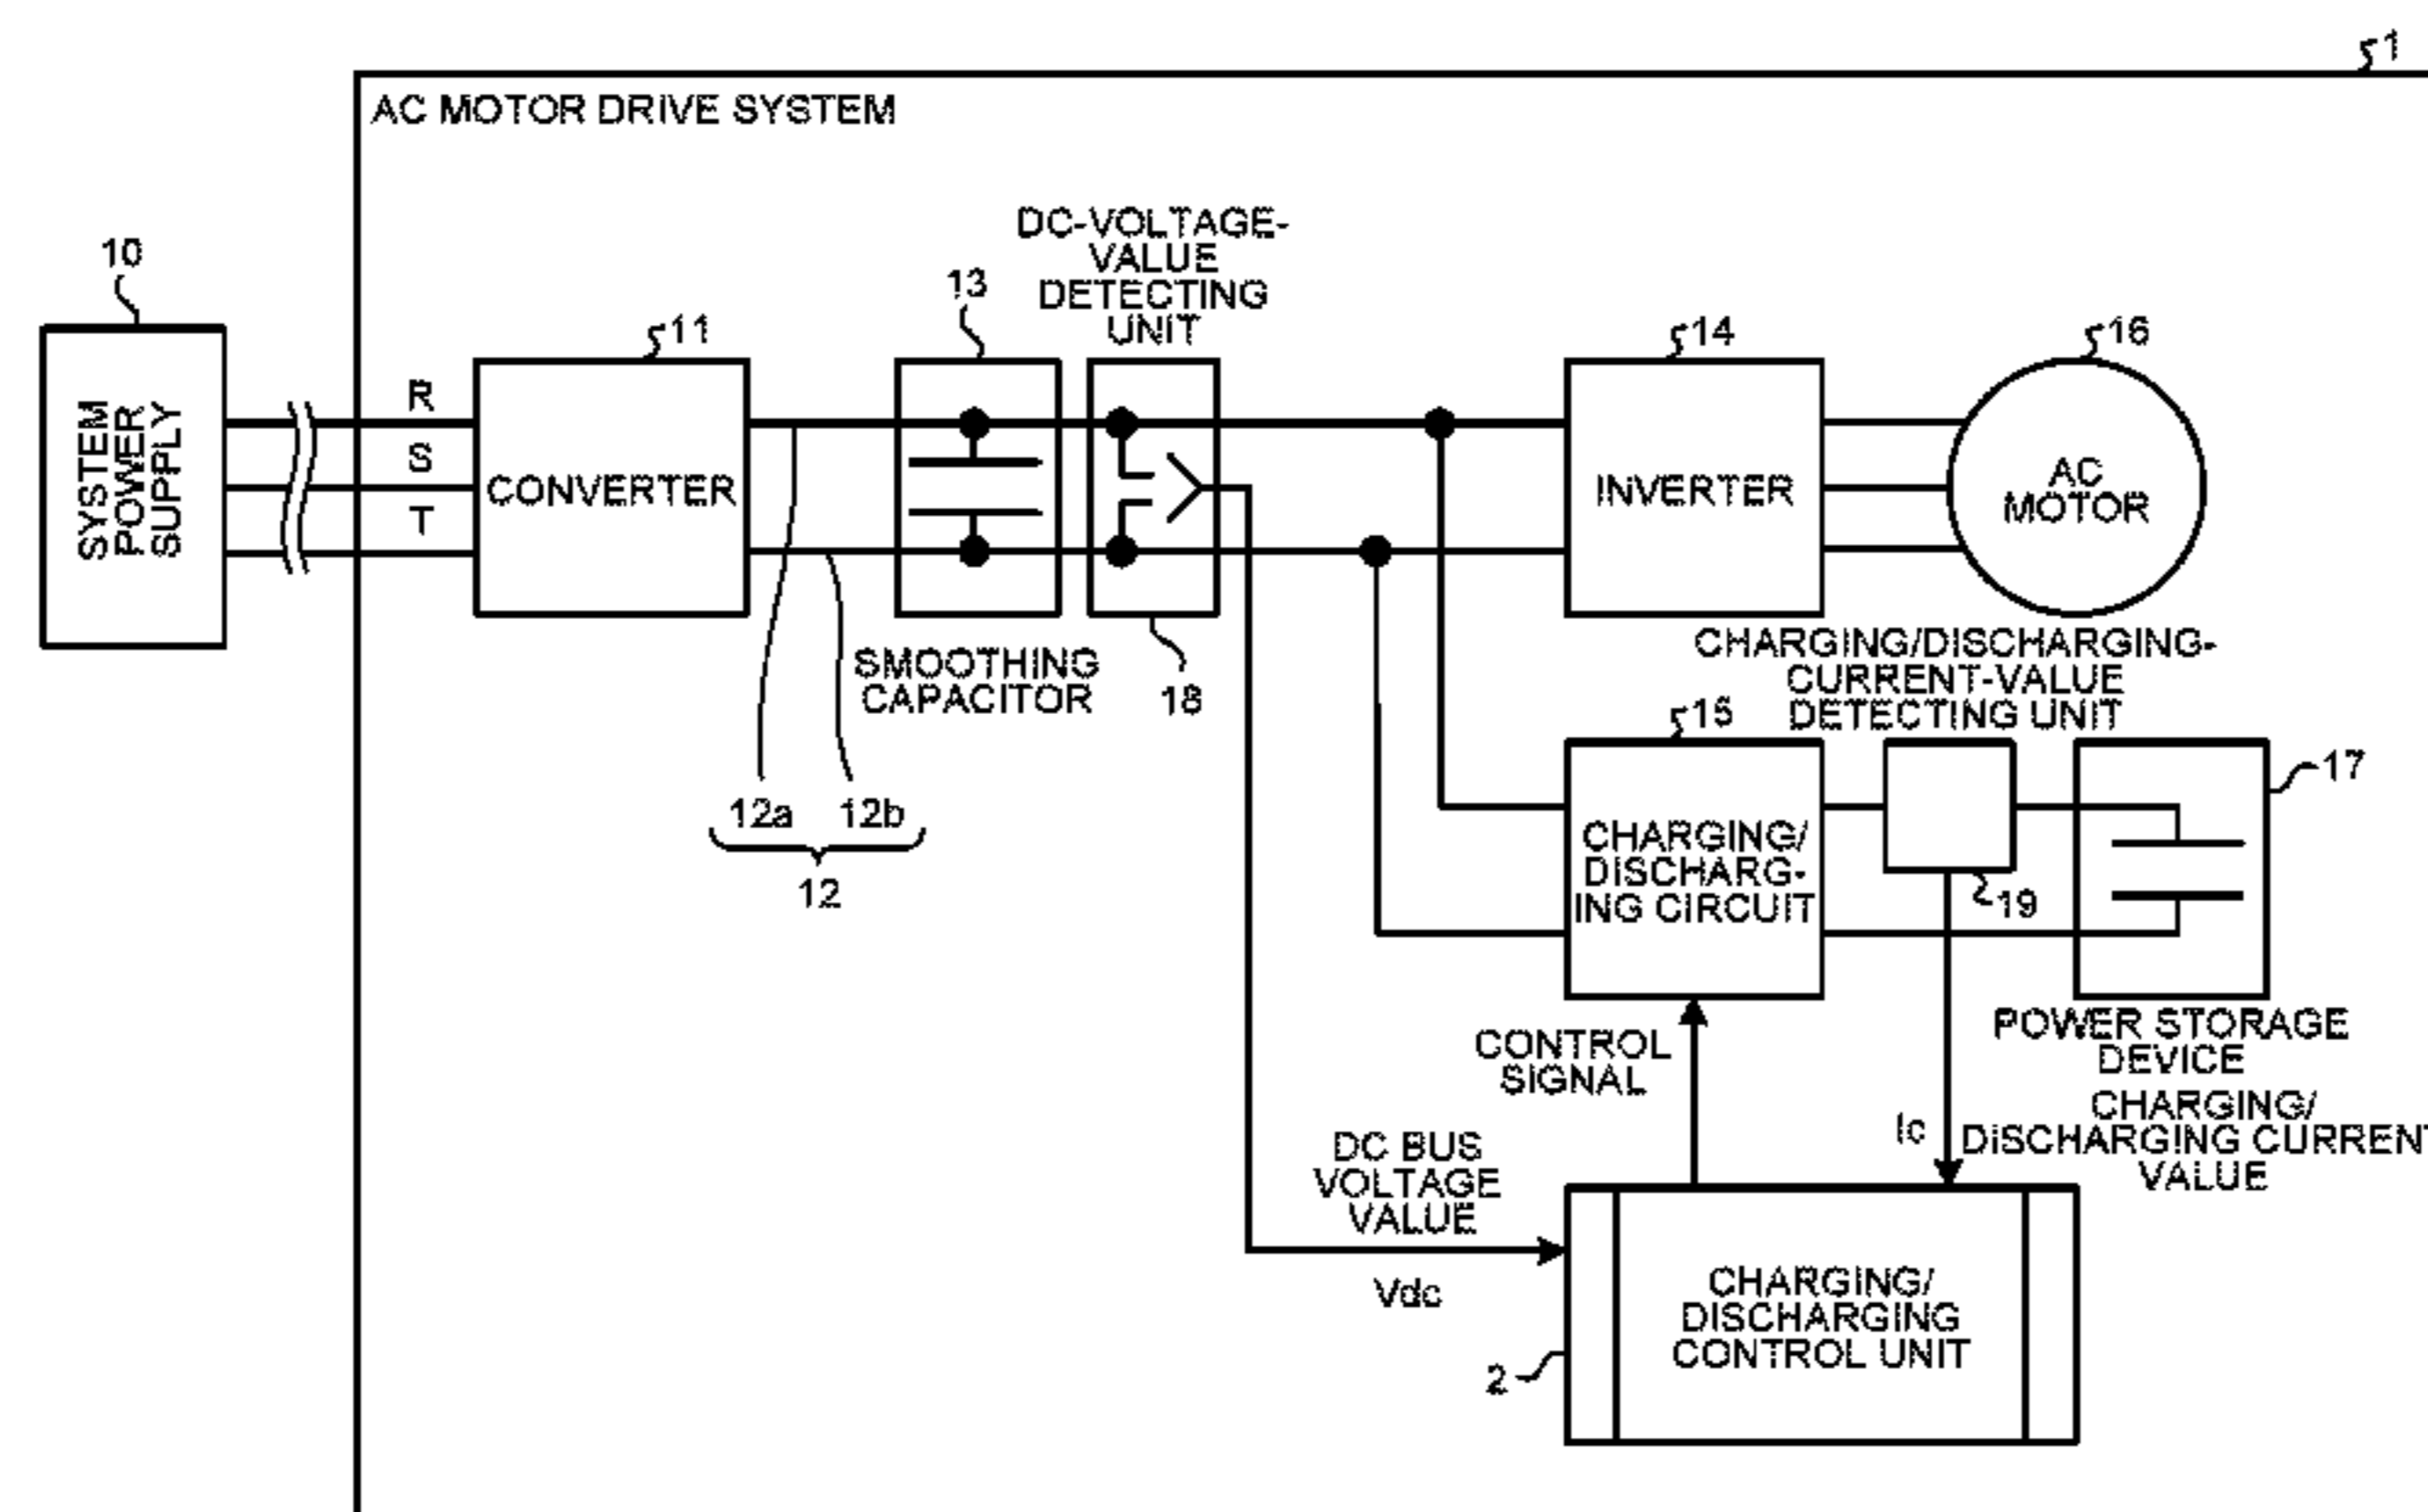 1
AC MOTOR DRIVE SYSTEM
DC-VOLTAGE-
VALUE
DETECTING
UNIT
10
13
11
14
16
SYSTEM
POWER
SUPPLY
R
S
T
CONVERTER
INVERTER
AC
MOTOR
SMOOTHING
CAPACITOR
18
CHARGING/DISCHARGING-
CURRENT-VALUE
DETECTING UNIT
15
17
12a
12b
12
CHARGING/
DISCHARG-
ING CIRCUIT
19
POWER STORAGE
DEVICE
CONTROL
SIGNAL
Ic
CHARGING/
DISCHARGING CURRENT
VALUE
DC BUS
VOLTAGE
VALUE
Vdc
CHARGING/
DISCHARGING
CONTROL UNIT
2